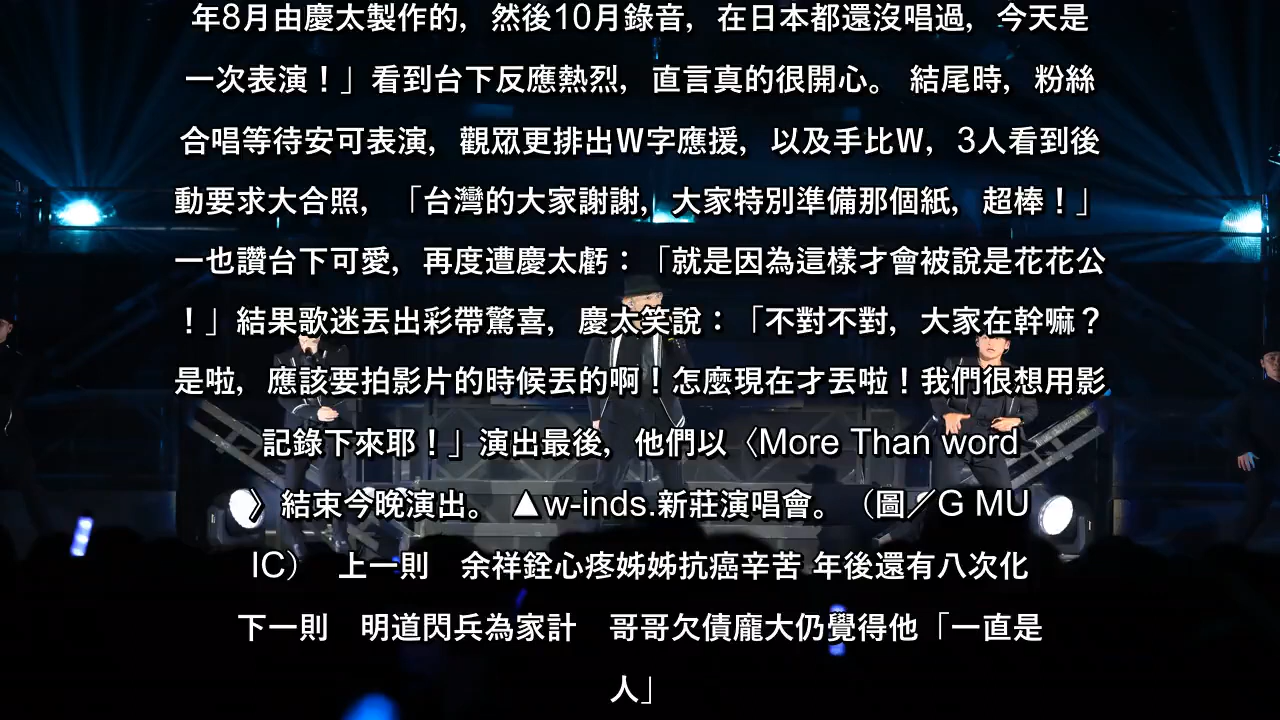 年8月由慶太製作的，然後10月錄音，在日本都還沒唱過，今天是
一次表演！」看到台下反應熱烈，直言真的很開心。 結尾時，粉絲
合唱等待安可表演，觀眾更排出W字應援，以及手比W，3人看到後
動要求大合照，「台灣的大家謝謝，大家特別準備那個紙，超棒！」
一也讚台下可愛，再度遭慶太虧：「就是因為這樣才會被說是花花公
！」結果歌迷丟出彩帶驚喜，慶太笑說：「不對不對，大家在幹嘛？
是啦，應該要拍影片的時候丟的啊！怎麼現在才丟啦！我們很想用影
記錄下來耶！」演出最後，他們以〈More Than word
》結束今晚演出。 ▲w-inds.新莊演唱會。（圖／G MU
IC） 上一則 余祥銓心疼姊姊抗癌辛苦 年後還有八次化
下一則 明道閃兵為家計 哥哥欠債龐大仍覺得他「一直是
人」